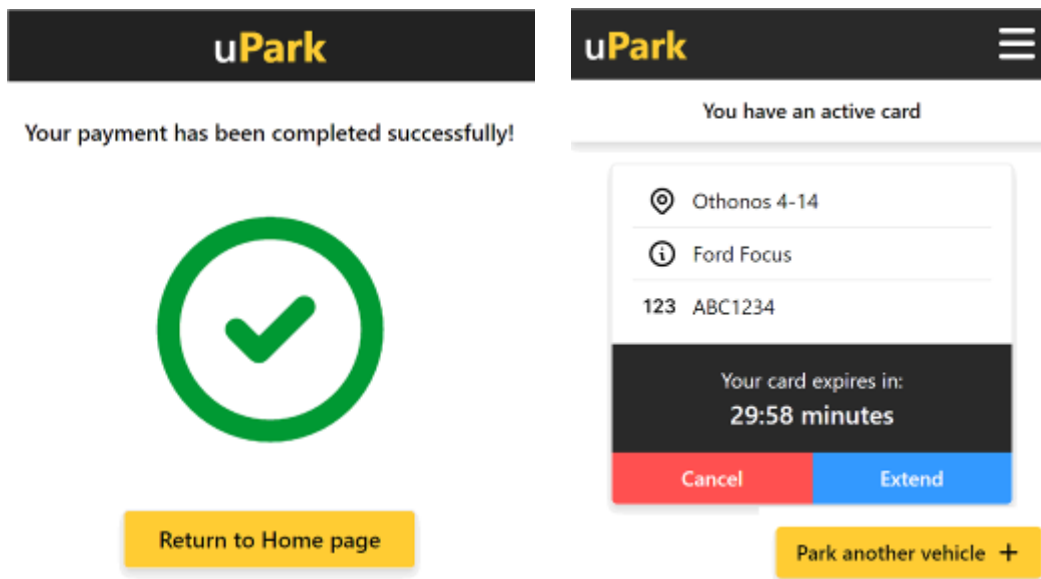 uPark
Your payment has been completed successfully!
Return to Home page
uPark
You have an active card
Othonos 4-14
Ford Focus
123 ABC1234
Your card expires in:
29:58 minutes
Cancel Extend
Park another vehicle +